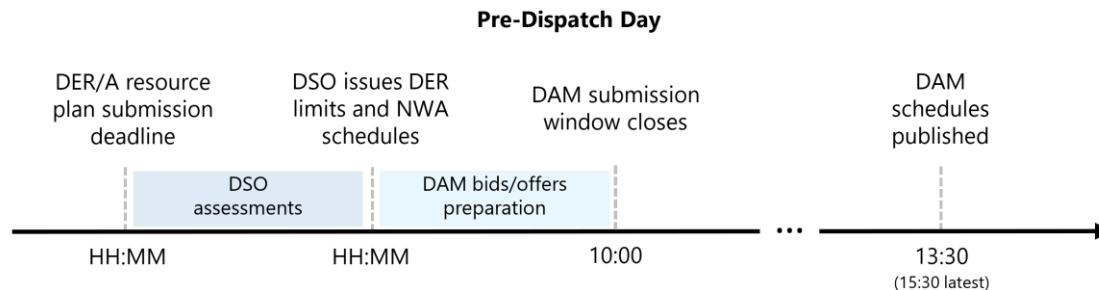 Pre-Dispatch Day
DER/A resource
plan submission
deadline
DSO issues DER
limits and NWA
schedules
DAM submission
window closes
DAM
schedules
published
DSO
assessments
DAM bids/offers
preparation
...
HH:MM
HH:MM
10:00
13:30
(15:30 latest)